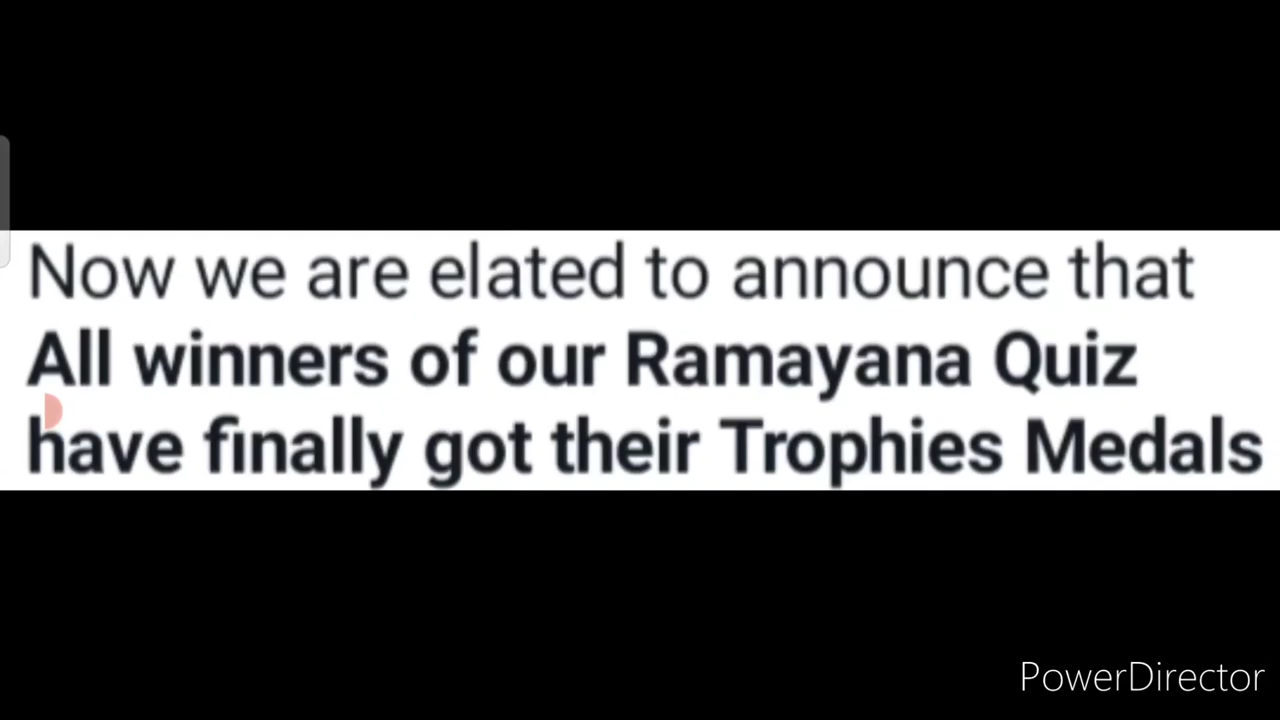 Now we are elated to announce that
All winners of our Ramayana Quiz
have finally got their Trophies Medals
PowerDirector